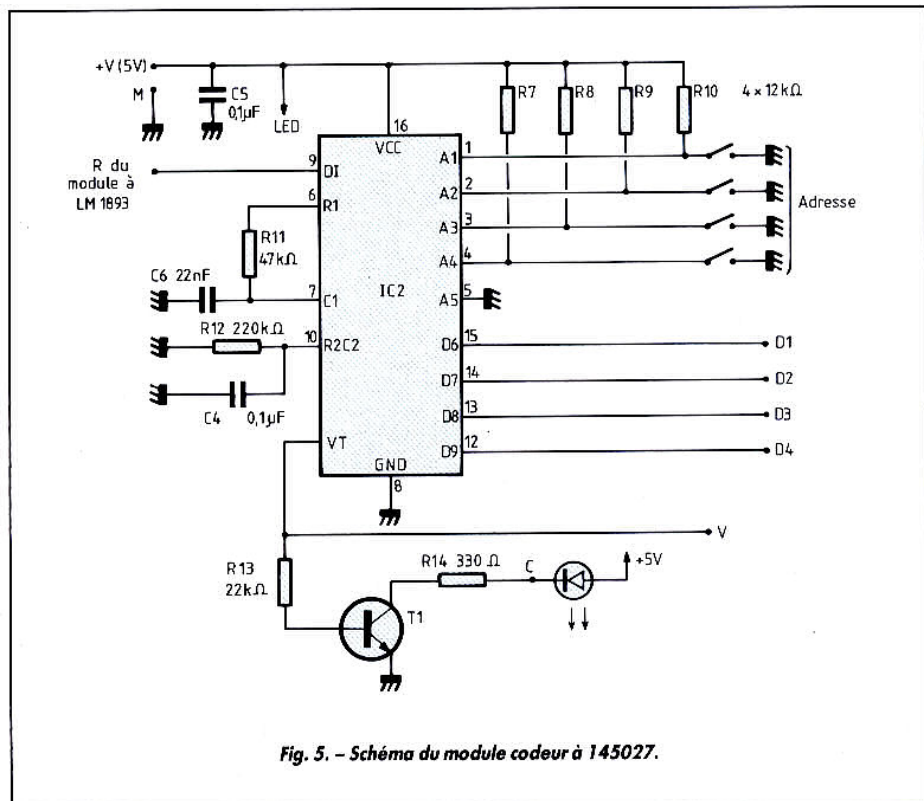 +V (5V)
M
C5
0,1µF
LED
R7
R8
R9
R10
4 × 12kΩ
16
VCC
R du
module à
LM 1893
9
DI
6
R1
R11
47kΩ
C6 22nF
7
C1
R12 220kΩ
10
R2C2
C4
0,1µF
VT
IC2
GND
8
A1
1
A2
2
A3
3
A4
4
A5
5
Adresse
D6
15
D1
D7
14
D2
D8
13
D3
D9
12
D4
V
R13
22kΩ
R14 330 Ω
C
+5V
T1
Fig. 5. – Schéma du module codeur à 145027.